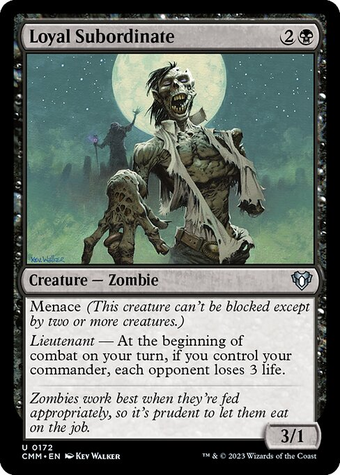 Loyal Subordinate 2
KEV WALKER
Creature — Zombie
Menace (This creature can't be blocked except
by two or more creatures.)
Lieutenant — At the beginning of
combat on your turn, if you control your
commander, each opponent loses 3 life.
Zombies work best when they're fed
appropriately, so it's prudent to let them eat
on the job.
3/1
U 0172
CMM • EN Kev Walker
™ & © 2023 Wizards of the Coast